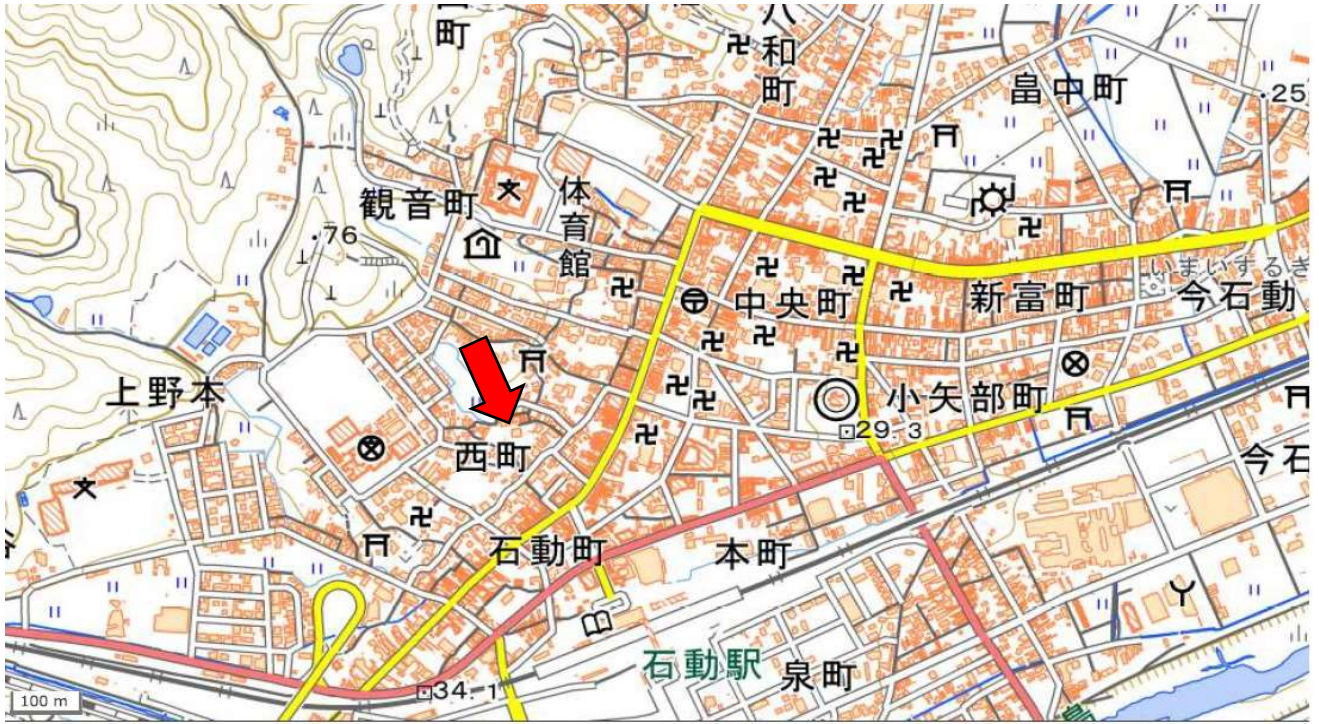 八和町
畠中町
25
観音町
体育館
76
中央町
新富町
いまいするぎ
今石動
上野本
小矢部町
29.3
西町
今石
石動町
本町
石動駅
泉町
34.1
100 m